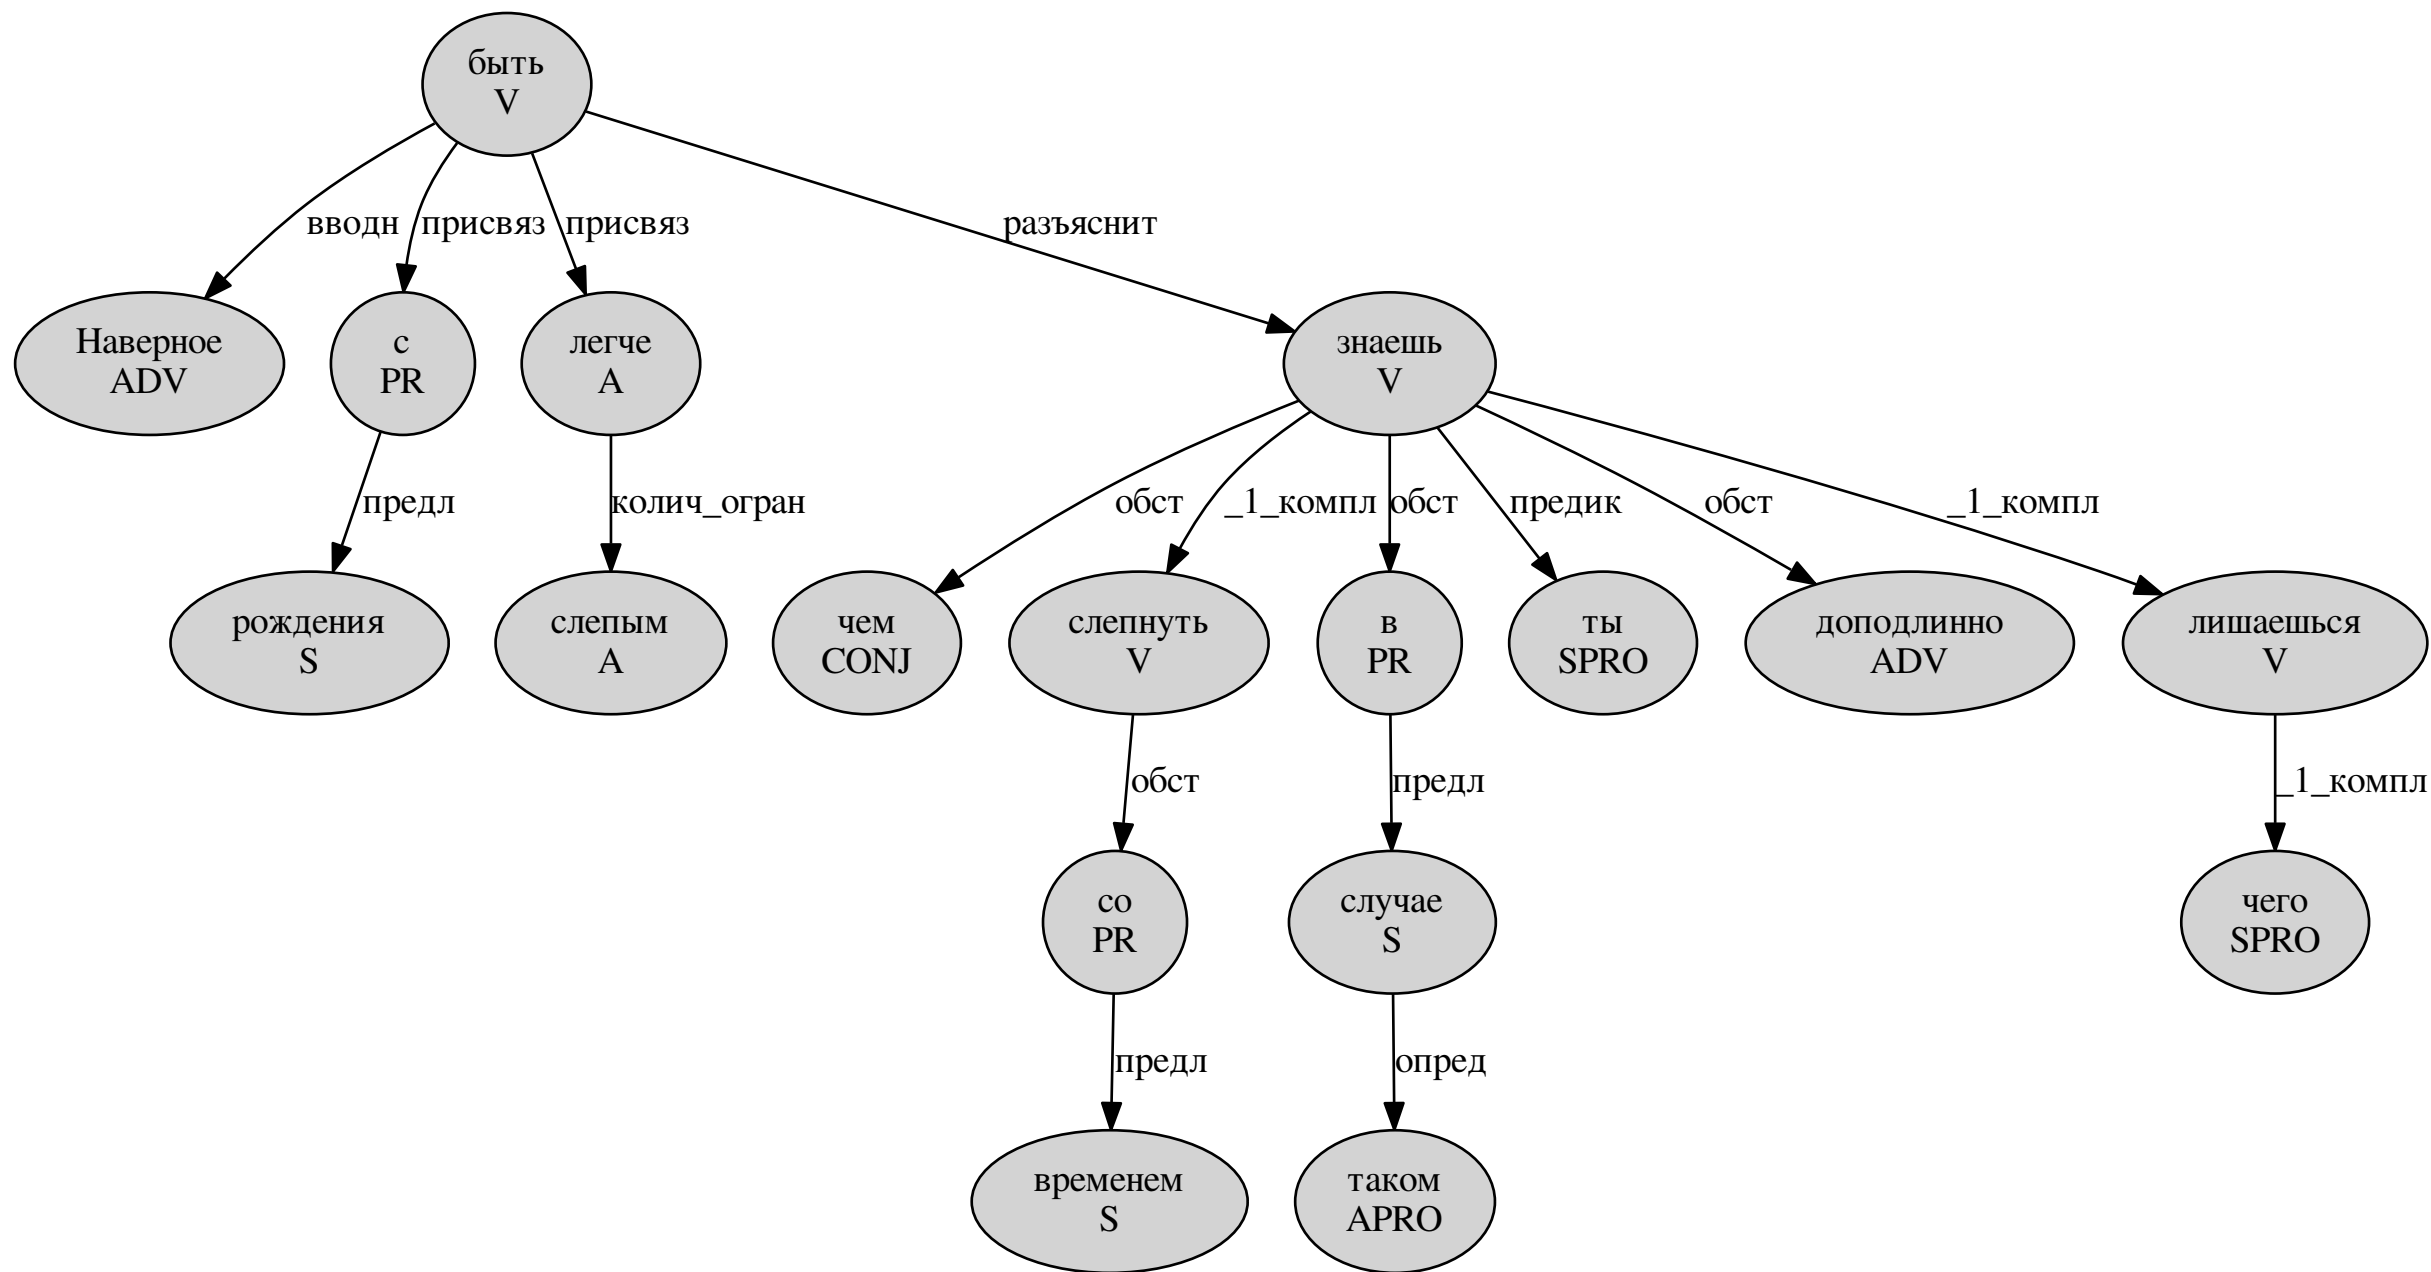 быть
V
вводн
присвяз
присвяз
разъяснит
Наверное
ADV
с
PR
легче
A
знаешь
V
предл
колич_огран
обст
_1_компл
обст
предик
обст
_1_компл
рождения
S
слепым
A
чем
CONJ
слепнуть
V
в
PR
ты
SPRO
доподлинно
ADV
лишаешься
V
обст
предл
_1_компл
со
PR
случае
S
чего
SPRO
предл
опред
временем
S
таком
APRO